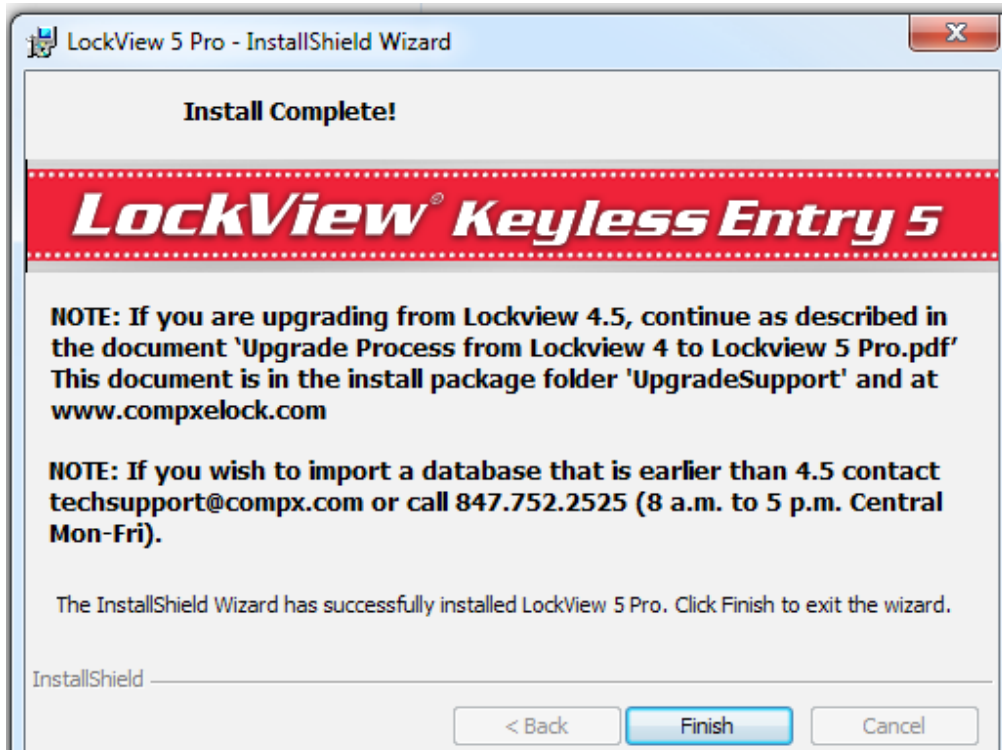 LockView 5 Pro - InstallShield Wizard
Install Complete!
LockView® Keyless Entry 5
NOTE: If you are upgrading from Lockview 4.5, continue as described in
the document ‘Upgrade Process from Lockview 4 to Lockview 5 Pro.pdf’
This document is in the install package folder 'UpgradeSupport' and at
www.compxelock.com
NOTE: If you wish to import a database that is earlier than 4.5 contact
techsupport@compx.com or call 847.752.2525 (8 a.m. to 5 p.m. Central
Mon-Fri).
The InstallShield Wizard has successfully installed LockView 5 Pro. Click Finish to exit the wizard.
InstallShield
< Back Finish Cancel